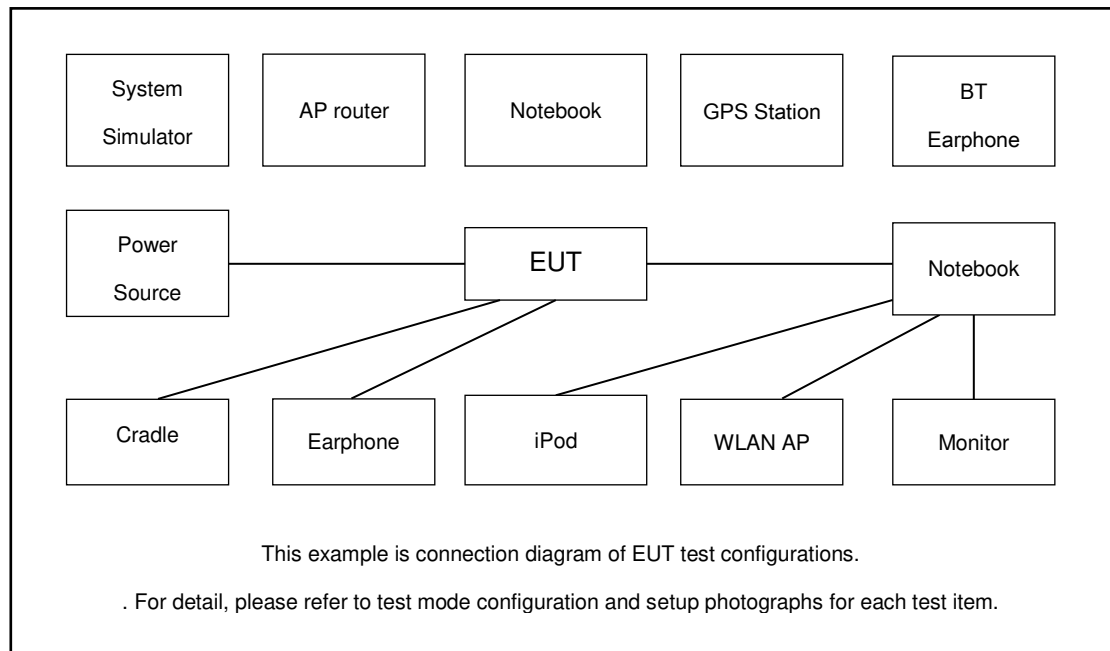 System
Simulator
AP router
Notebook
GPS Station
BT
Earphone
Power
Source
EUT
Notebook
Cradle
Earphone
iPod
WLAN AP
Monitor
This example is connection diagram of EUT test configurations.
. For detail, please refer to test mode configuration and setup photographs for each test item.